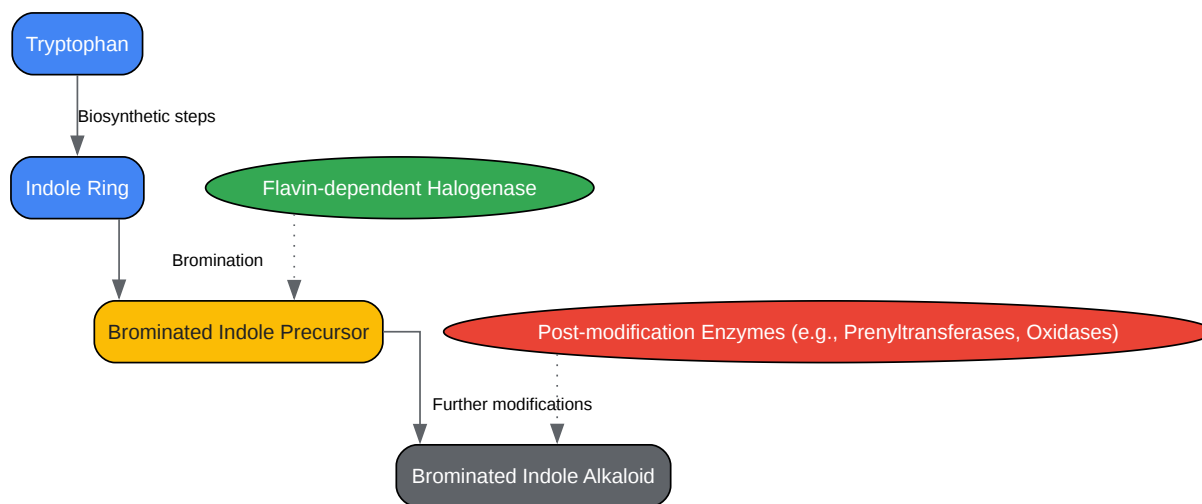 Tryptophan
Biosynthetic steps
Indole Ring
Flavin-dependent Halogenase
Bromination
Brominated Indole Precursor
Post-modification Enzymes (e.g., Prenyltransferases, Oxidases)
Further modifications
Brominated Indole Alkaloid